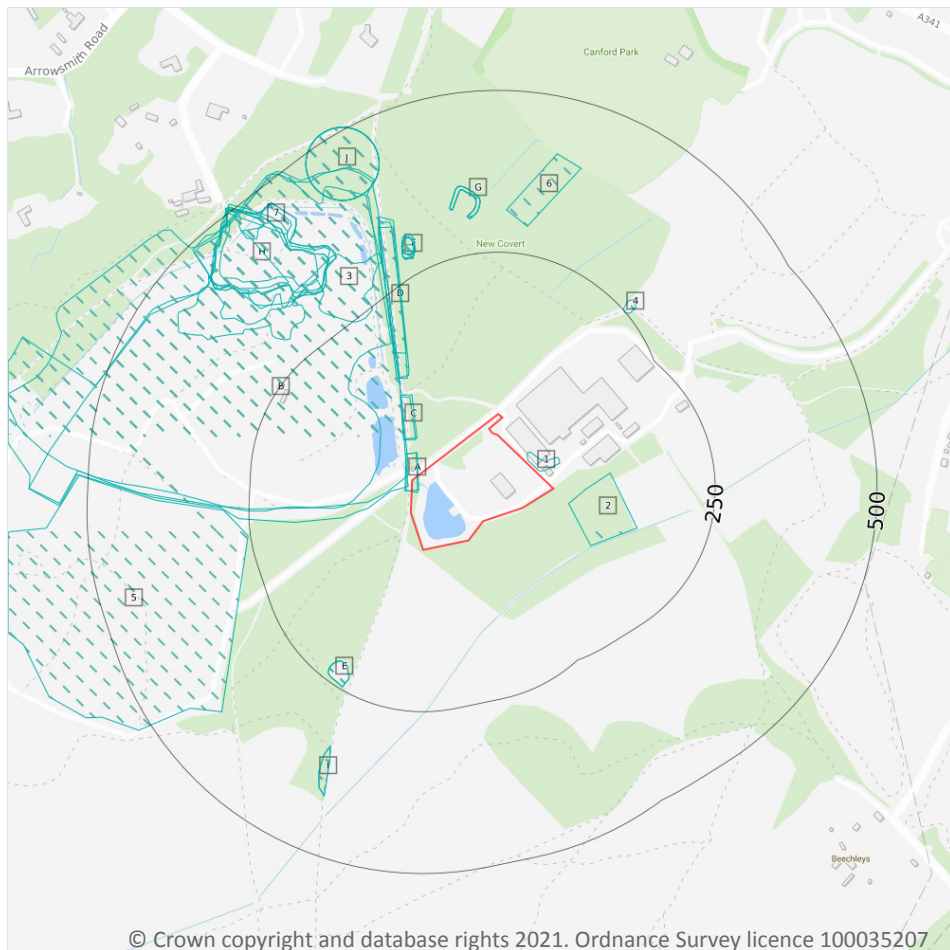 A341
Canford Park
Arrowsmith Road
J
G
6
7
New Covert
H
3
D
4
B
C
A
1
2
250
500
5
E
I
Beechleys
© Crown copyright and database rights 2021. Ordnance Survey licence 100035207